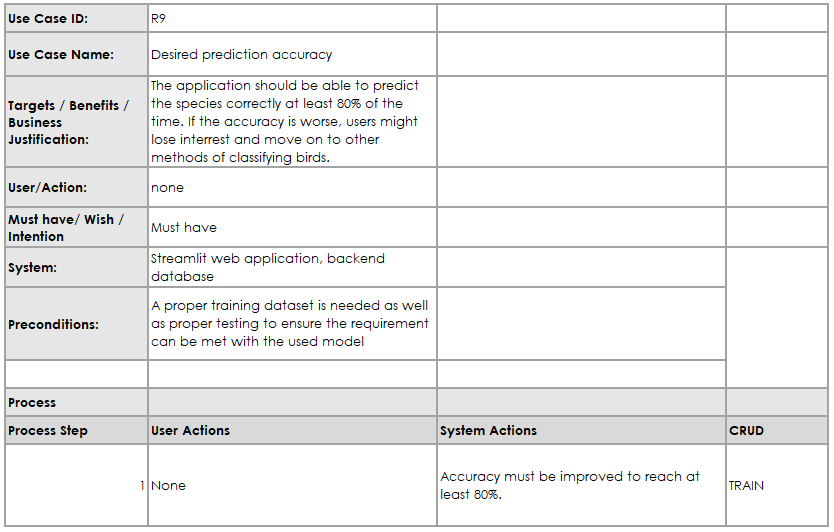 Use Case ID: R9
Use Case Name: Desired prediction accuracy
Targets / Benefits /
Business
Justification:
The application should be able to predict
the species correctly at least 80% of the
time. If the accuracy is worse, users might
lose interrest and move on to other
methods of classifying birds.
User/Action: none
Must have/ Wish /
Intention
Must have
System:
Streamlit web application, backend
database
Preconditions:
A proper training dataset is needed as well
as proper testing to ensure the requirement
can be met with the used model
Process
Process Step User Actions System Actions CRUD
1 None
Accuracy must be improved to reach at
least 80%.
TRAIN